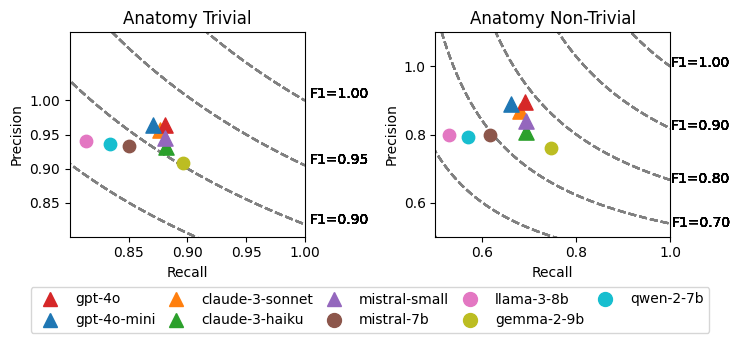 Anatomy Trivial
Anatomy Non-Trivial
Precision
1.00
0.95
0.90
0.85
F1=1.00
F1=0.95
F1=0.90
0.85
0.90
0.95
1.00
Recall
Precision
1.0
0.8
0.6
F1=1.00
F1=0.90
F1=0.80
F1=0.70
0.6
0.8
1.0
Recall
gpt-4o
claude-3-sonnet
mistral-small
llama-3-8b
qwen-2-7b
gpt-4o-mini
claude-3-haiku
mistral-7b
gemma-2-9b